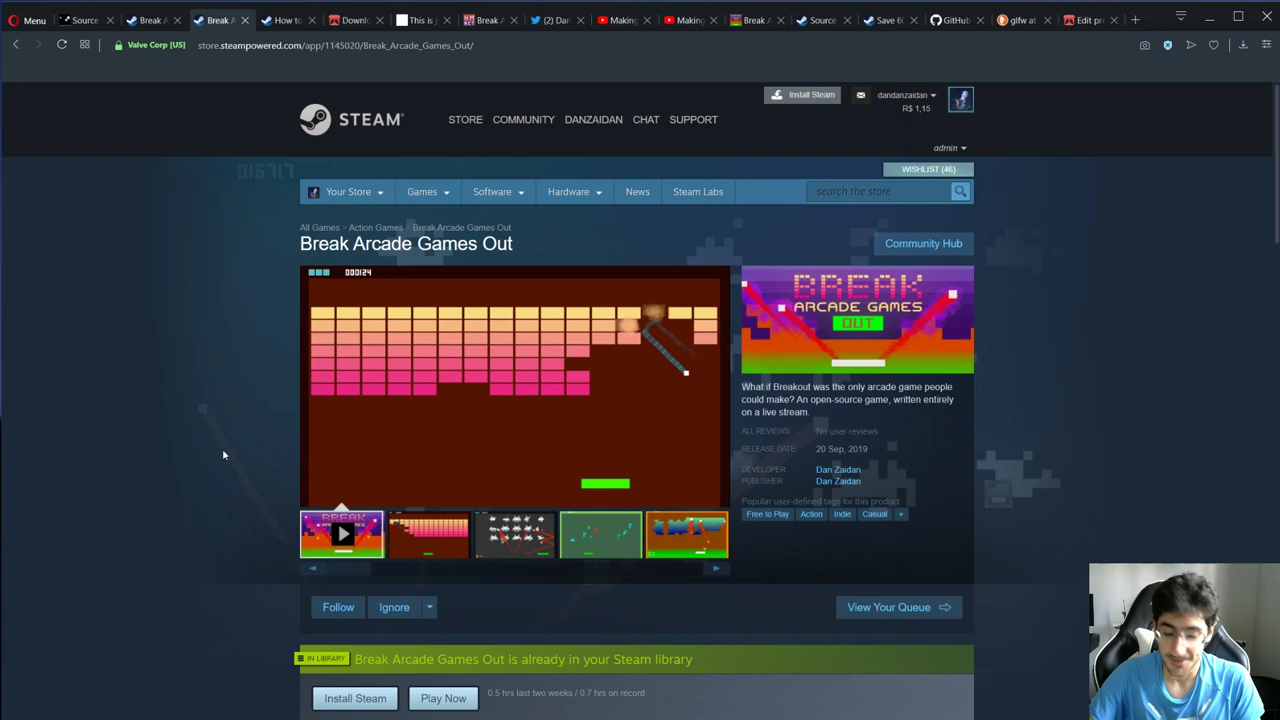 Menu
Source
Break A
Break A
How to
Downlo
This is j
Break A
Dan
Making
Making
Break A
Source
Save 60
GitHub
glfw at
Edit pro
Valve Corp [US]
store.steampowered.com/app/1145020/Break_Arcade_Games_Out/
Install Steam
dandanzaidan
R$ 1,15
STEAM
STORE
COMMUNITY
DANZAIDAN
CHAT
SUPPORT
admin
016717
WISHLIST (46)
Your Store
Games
Software
Hardware
News
Steam Labs
search the store
All Games > Action Games > Break Arcade Games Out
Break Arcade Games Out
Community Hub
000124
BREAK
ARCADE GAMES
OUT
What if Breakout was the only arcade game people
could make? An open-source game, written entirely
on a live stream.
ALL REVIEWS:
No user reviews
RELEASE DATE:
20 Sep, 2019
DEVELOPER:
Dan Zaidan
PUBLISHER:
Dan Zaidan
Popular user-defined tags for this product:
Free to Play
Action
Indie
Casual
+
BREAK
Follow
Ignore
View Your Queue
IN LIBRARY
Break Arcade Games Out is already in your Steam library
Install Steam
Play Now
0.5 hrs last two weeks / 0.7 hrs on record